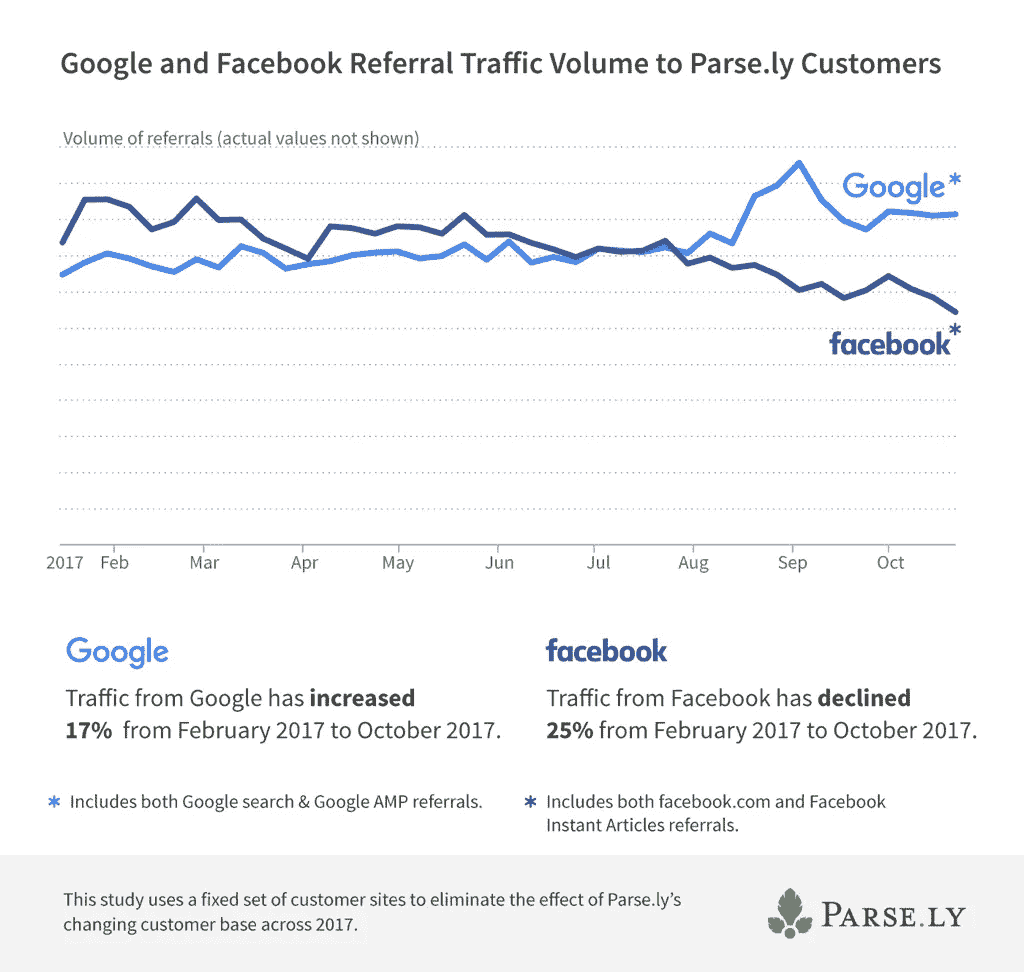 Google and Facebook Referral Traffic Volume to Parse.ly Customers
Volume of referrals (actual values not shown)
Google*
facebook*
2017 Feb Mar Apr May Jun Jul Aug Sep Oct
Google
Traffic from Google has increased
17% from February 2017 to October 2017.
facebook
Traffic from Facebook has declined
25% from February 2017 to October 2017.
* Includes both Google search & Google AMP referrals.
* Includes both facebook.com and Facebook
Instant Articles referrals.
This study uses a fixed set of customer sites to eliminate the effect of Parse.ly’s
changing customer base across 2017.
PARSE.LY